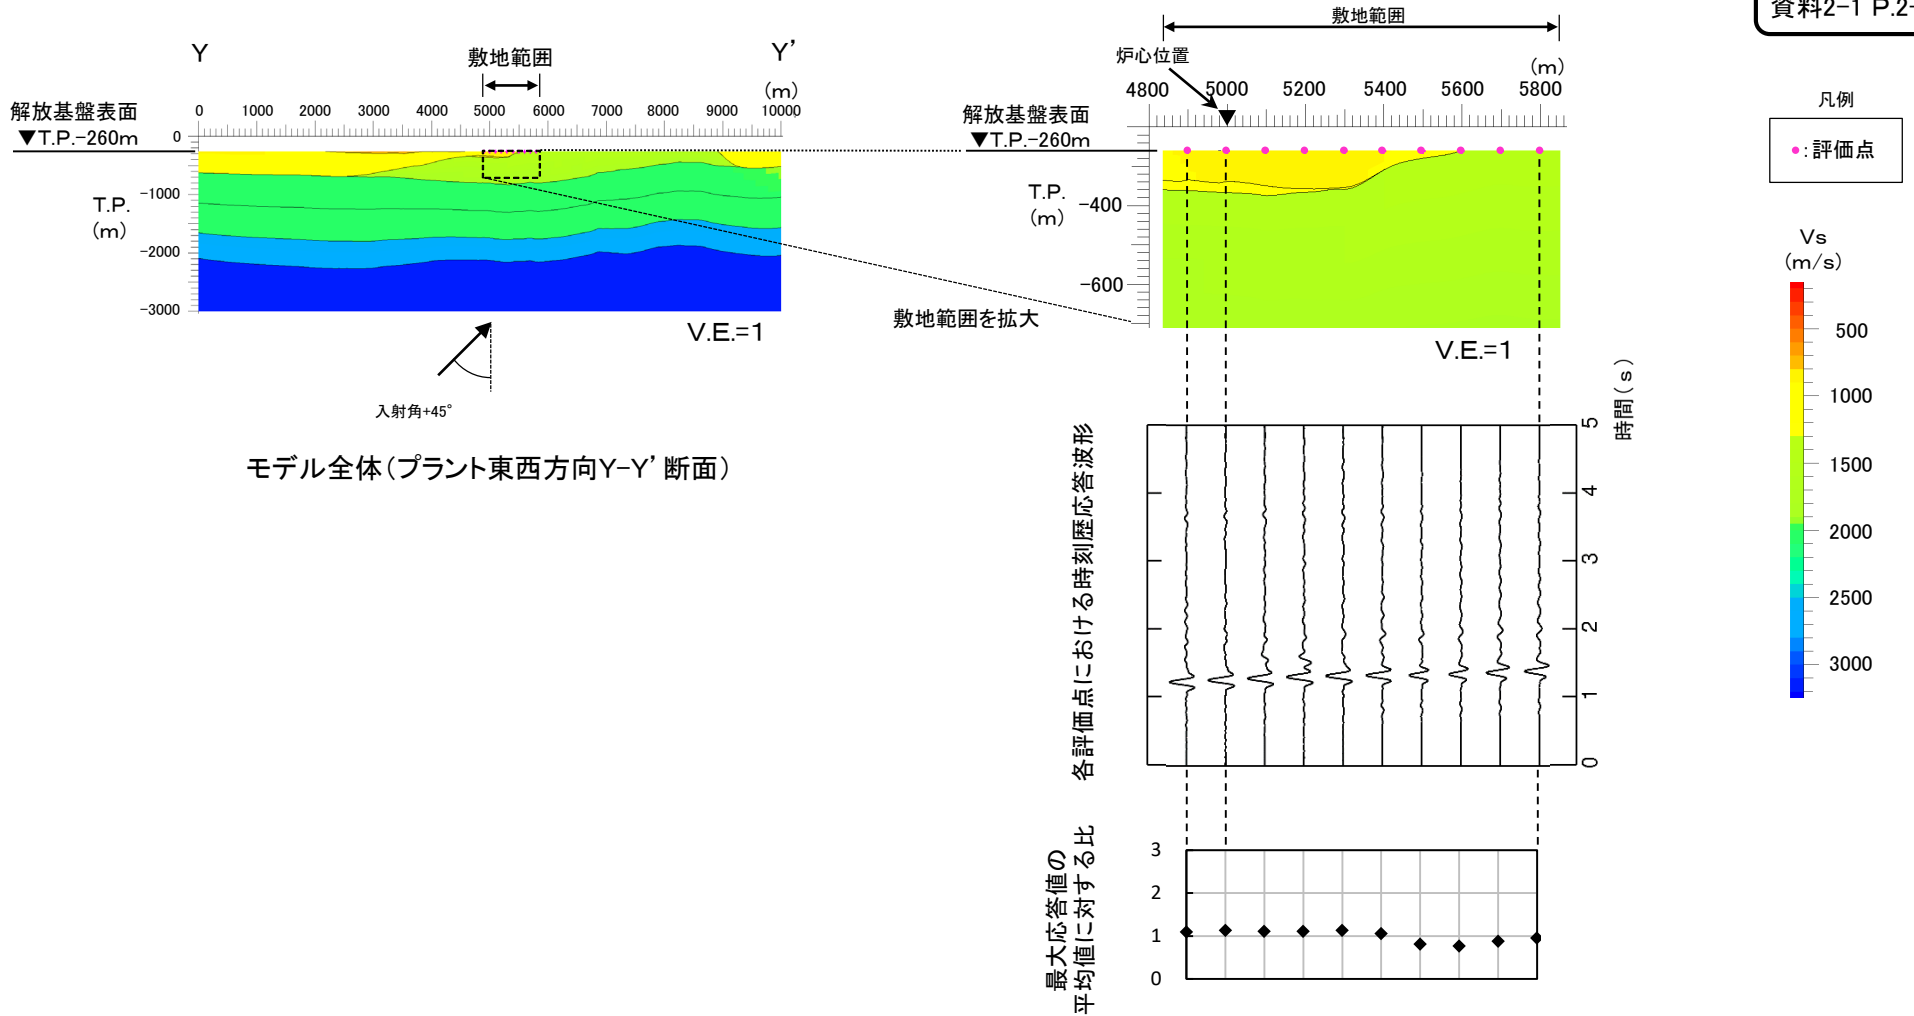 資料2-1 P.2-
Y
敷地範囲
Y’
(m)
0 1000 2000 3000 4000 5000 6000 7000 8000 9000 10000
解放基盤表面
▼T.P.-260m
0
-1000
-2000
-3000
T.P.
(m)
V.E.=1
入射角+45°
モデル全体(プラント東西方向Y-Y’断面)
敷地範囲を拡大
敷地範囲
炉心位置
(m)
4800 5000 5200 5400 5600 5800
解放基盤表面
▼T.P.-260m
T.P.
(m)
-400
-600
V.E.=1
凡例
●:評価点
Vs
(m/s)
500
1000
1500
2000
2500
3000
各評価点における時刻歴応答波形
時間(s)
5
4
3
2
1
0
最大応答値の
平均値に対する比
3
2
1
0